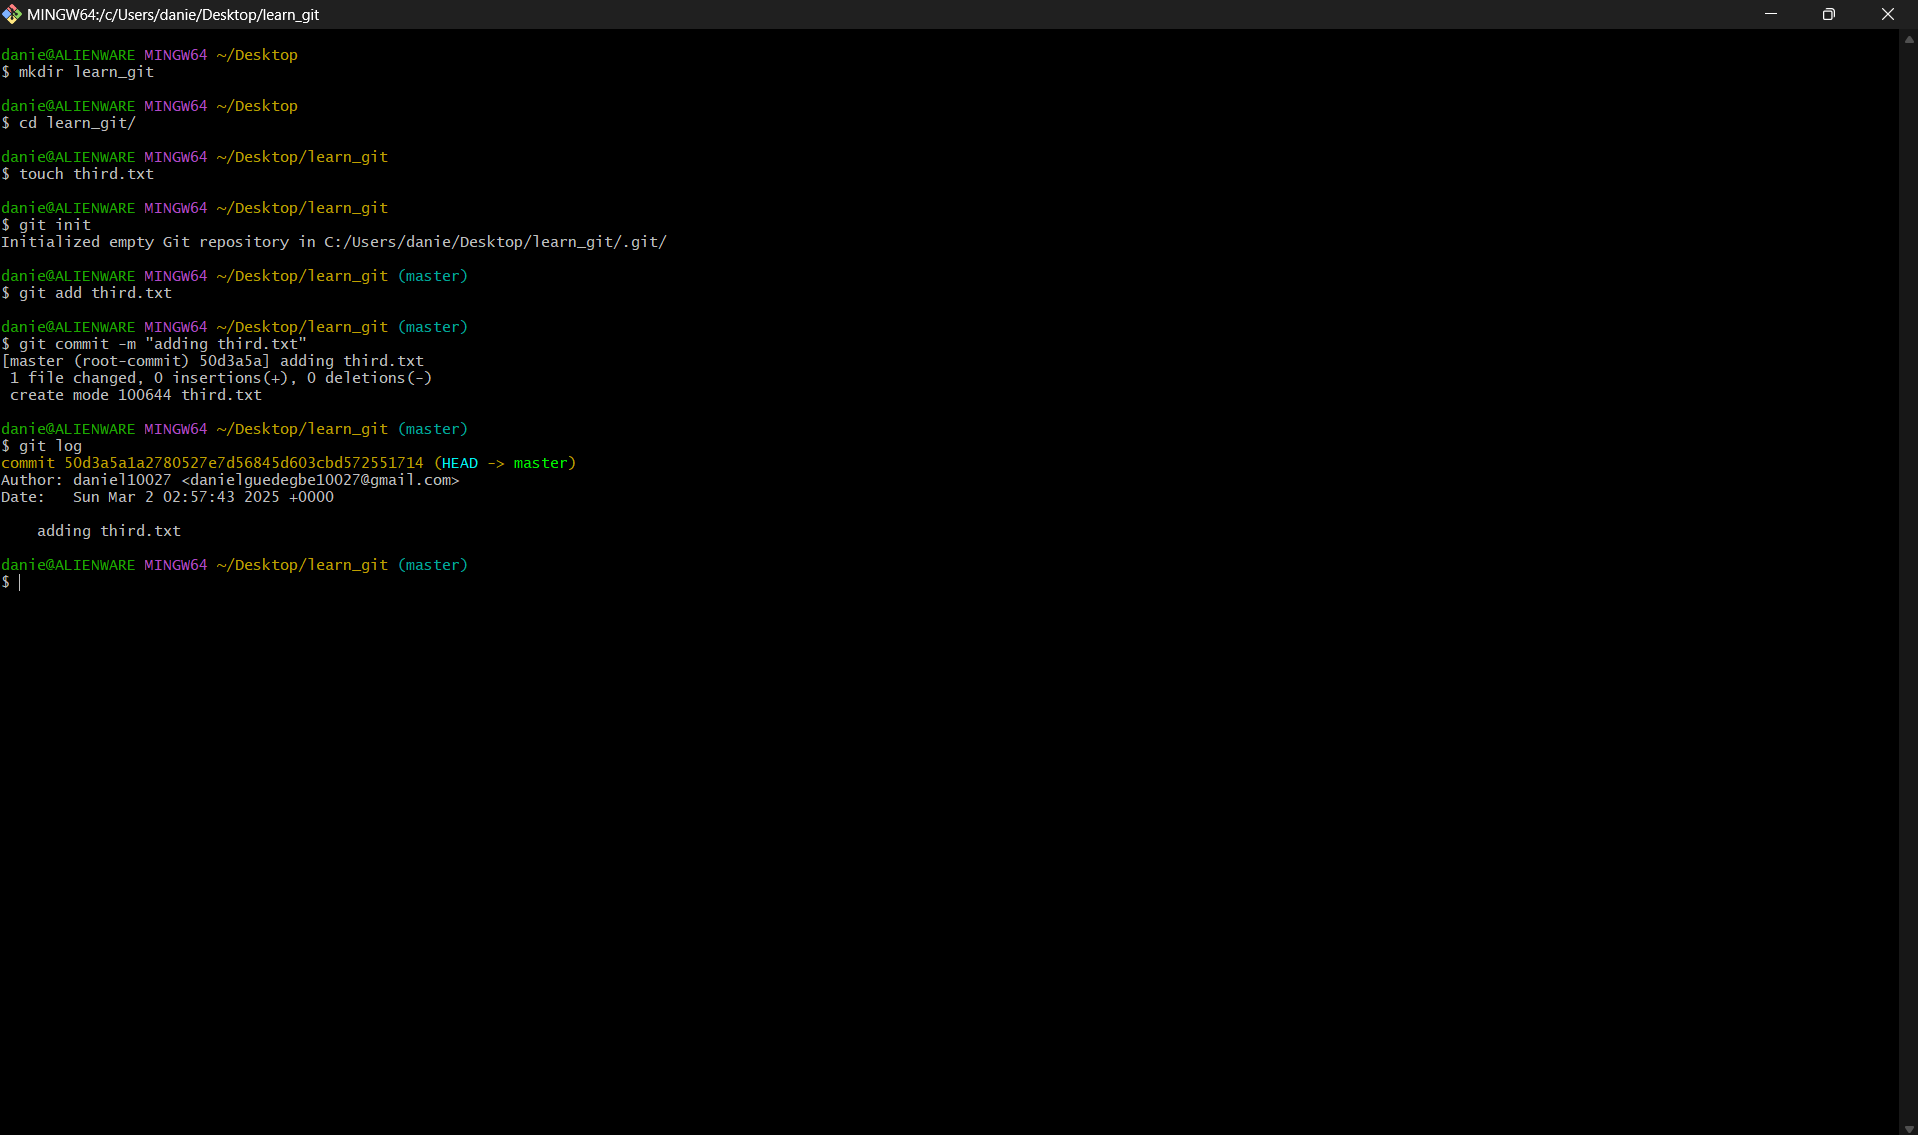 MINGW64:/c/Users/danie/Desktop/learn_git
danie@ALIENWARE MINGW64 ~/Desktop
$ mkdir learn_git
danie@ALIENWARE MINGW64 ~/Desktop
$ cd learn_git/
danie@ALIENWARE MINGW64 ~/Desktop/learn_git
$ touch third.txt
danie@ALIENWARE MINGW64 ~/Desktop/learn_git
$ git init
Initialized empty Git repository in C:/Users/danie/Desktop/learn_git/.git/
danie@ALIENWARE MINGW64 ~/Desktop/learn_git (master)
$ git add third.txt
danie@ALIENWARE MINGW64 ~/Desktop/learn_git (master)
$ git commit -m "adding third.txt"
[master (root-commit) 50d3a5a] adding third.txt
 1 file changed, 0 insertions(+), 0 deletions(-)
 create mode 100644 third.txt
danie@ALIENWARE MINGW64 ~/Desktop/learn_git (master)
$ git log
commit 50d3a5a1a2780527e7d56845d603cbd572551714 (HEAD -> master)
Author: daniel10027 <danielguedegbe10027@gmail.com>
Date:   Sun Mar 2 02:57:43 2025 +0000
    adding third.txt
danie@ALIENWARE MINGW64 ~/Desktop/learn_git (master)
$